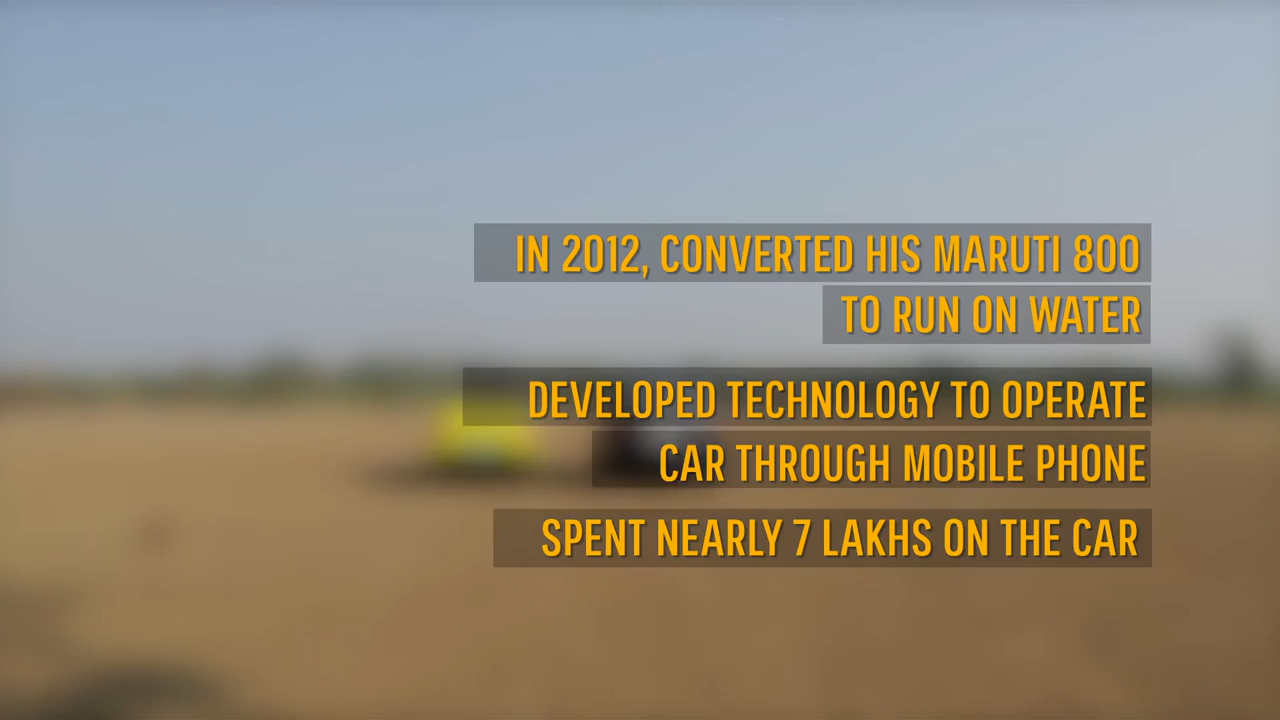 IN 2012, CONVERTED HIS MARUTI 800
TO RUN ON WATER
DEVELOPED TECHNOLOGY TO OPERATE
CAR THROUGH MOBILE PHONE
SPENT NEARLY 7 LAKHS ON THE CAR